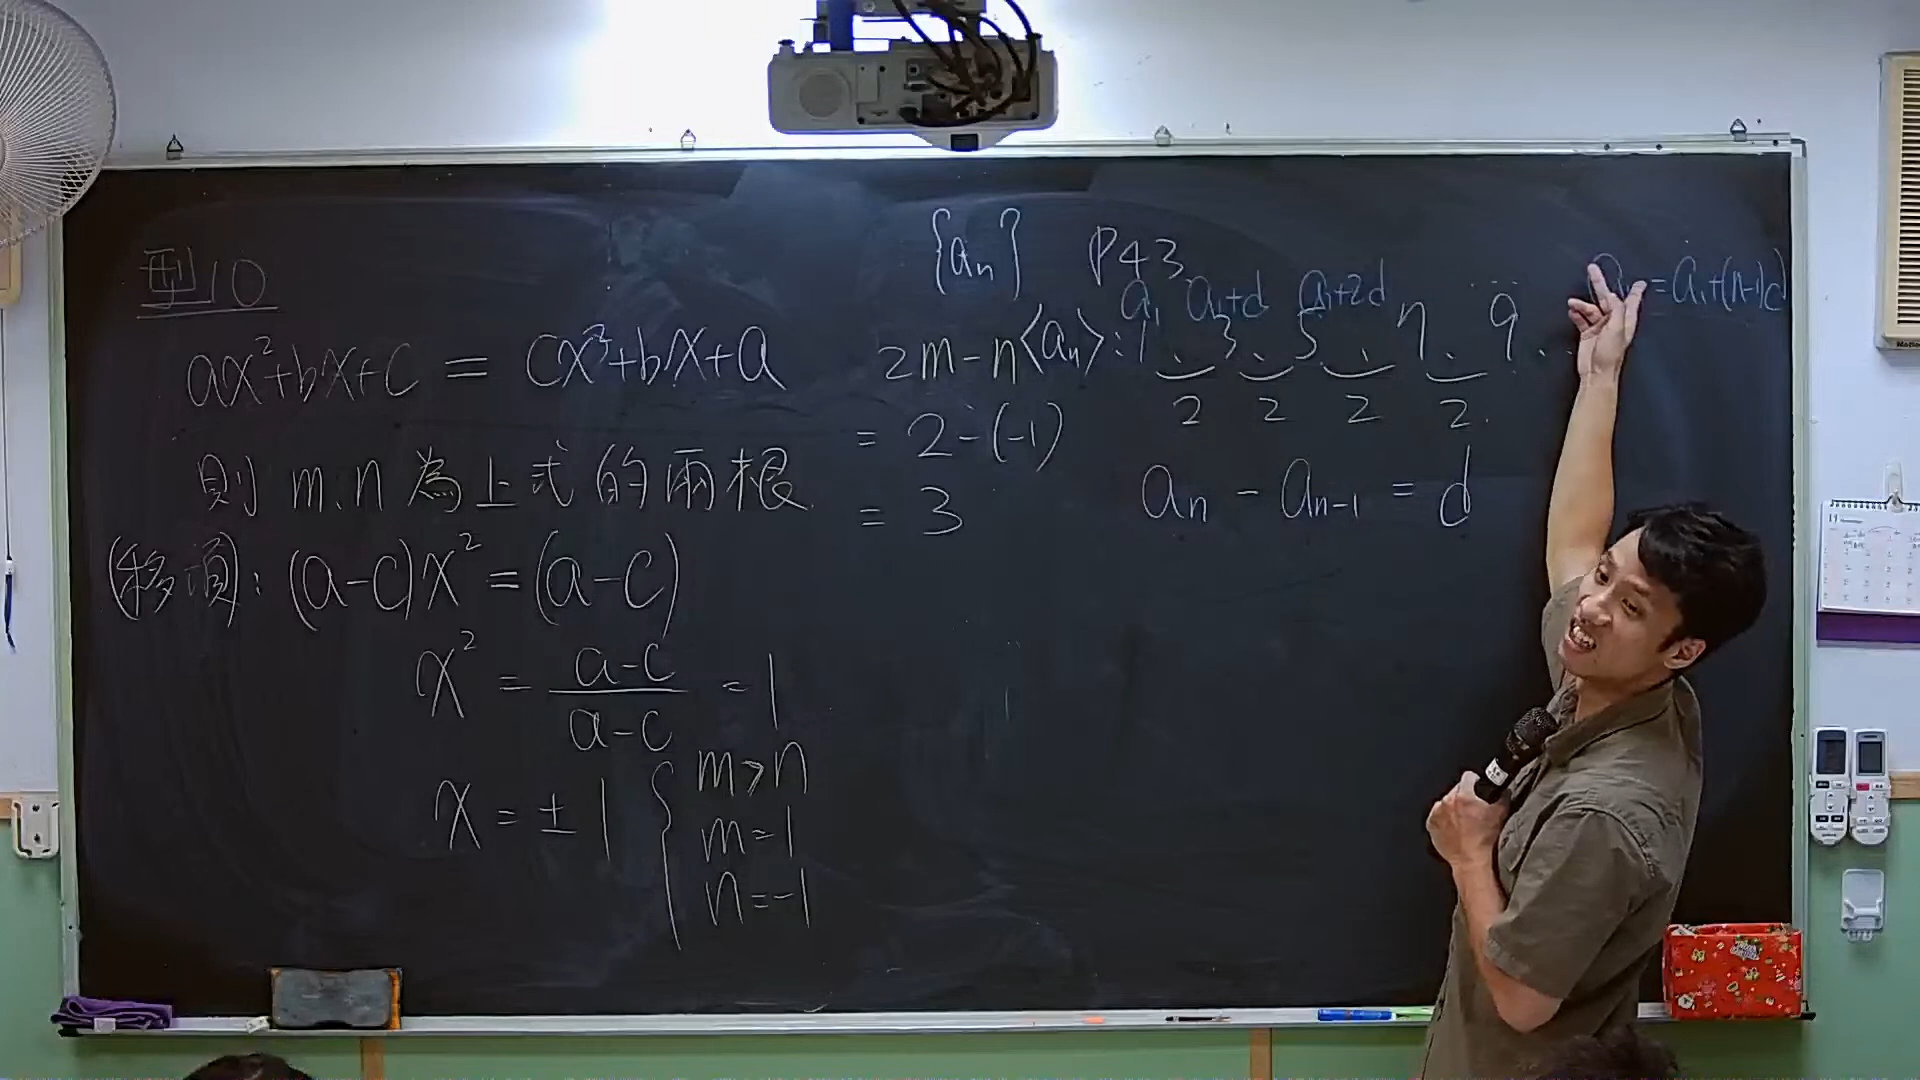 型10
ax²+bx+c = cx²+bx+a
則 m.n 為上式的兩根
(移項): (a-c)x² = (a-c)
x² = \frac{a-c}{a-c} = 1
x = ±1 { m>n
m=1
n=-1
2m-n
= 2-(-1)
= 3
{an} P43
a₁ a₁+d a₁+2d ... an = a₁+(n-1)d
⟨an⟩: 1、3、5、7、9...
2 2 2 2
an - an-1 = d